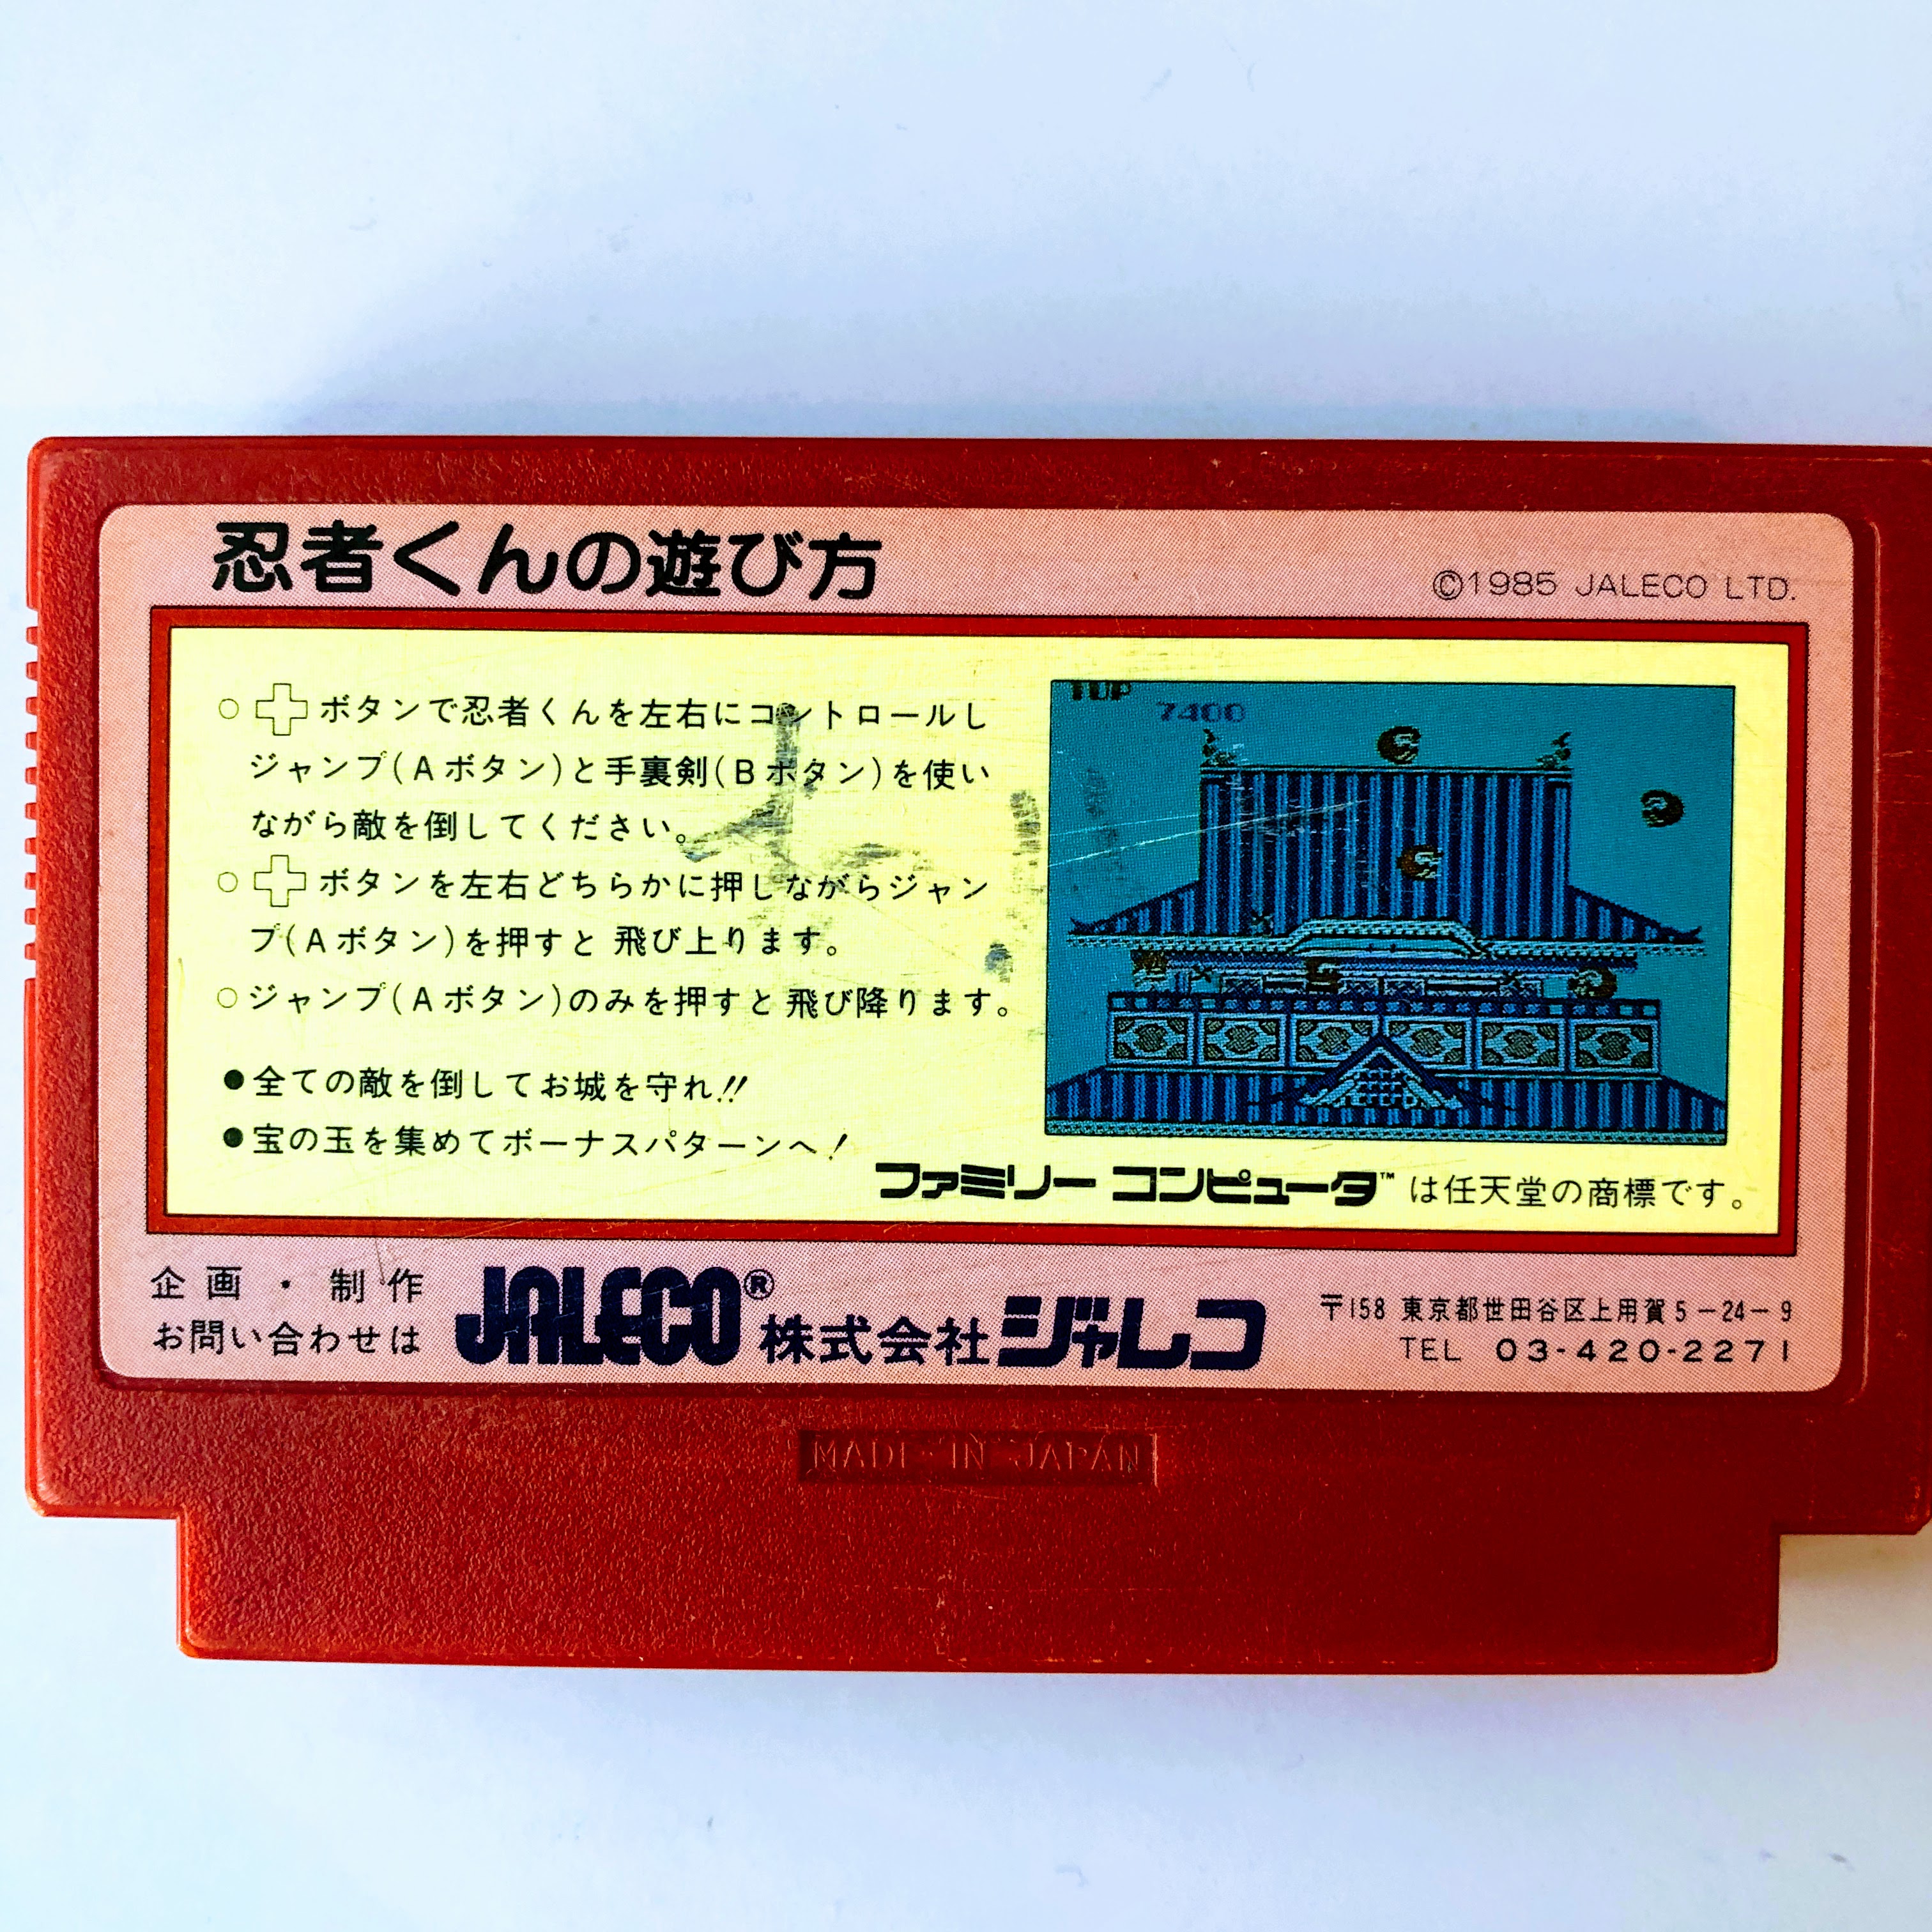 忍者くんの遊び方
©1985 JALECO LTD.
○ボタンで忍者くんを左右にコントロールし
ジャンプ(Aボタン)と手裏剣(Bボタン)を使い
ながら敵を倒してください。
○ボタンを左右どちらかに押しながらジャン
プ(Aボタン)を押すと飛び上ります。
○ジャンプ(Aボタン)のみを押すと飛び降ります。
●全ての敵を倒してお城を守れ!!
●宝の玉を集めてボーナスパターンへ!
1UP
7400
ファミリー コンピュータ™ は任天堂の商標です。
企画・制作
お問い合わせは
JALECO® 株式会社ジャレコ
〒158 東京都世田谷区上用賀5-24-9
TEL 03-420-2271
MADE IN JAPAN